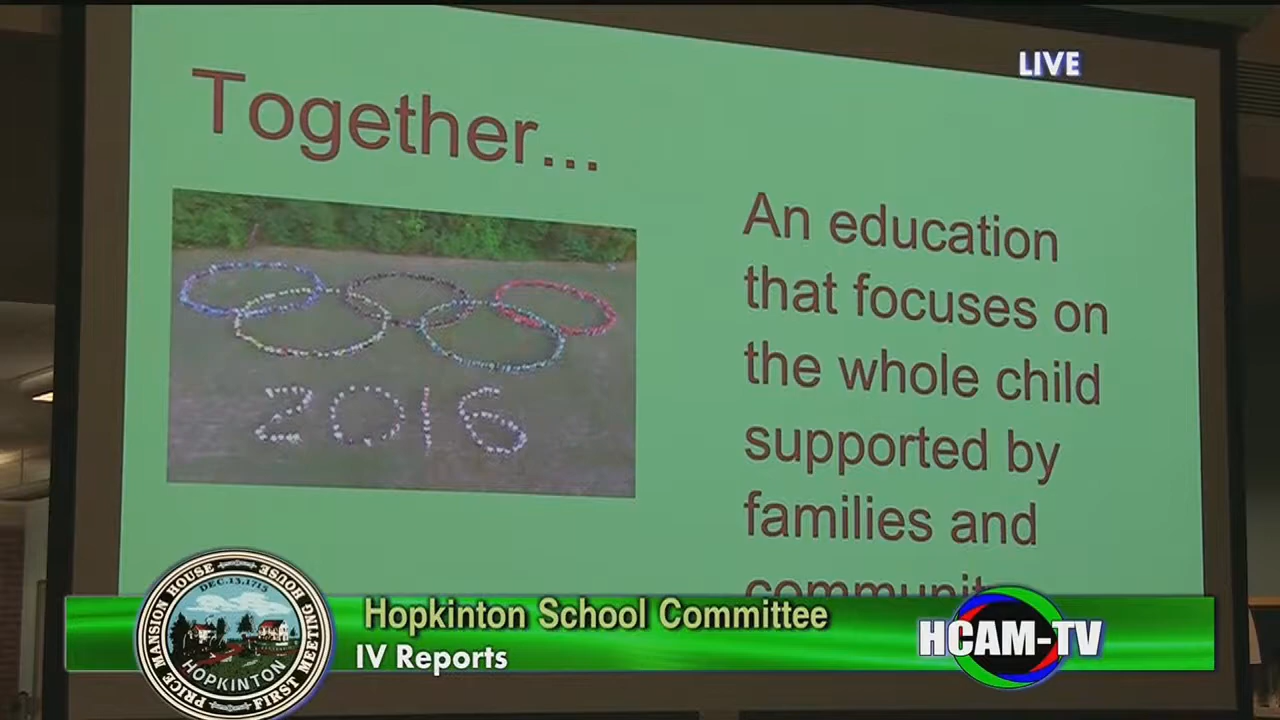 LIVE
Together...
An education
that focuses on
the whole child
supported by
families and
2016
Hopkinton School Committee
IV Reports
HCAM-TV
PRICE MANSION HOUSE
FIRST MEETING HOUSE
DEC.13.1715
HOPKINTON